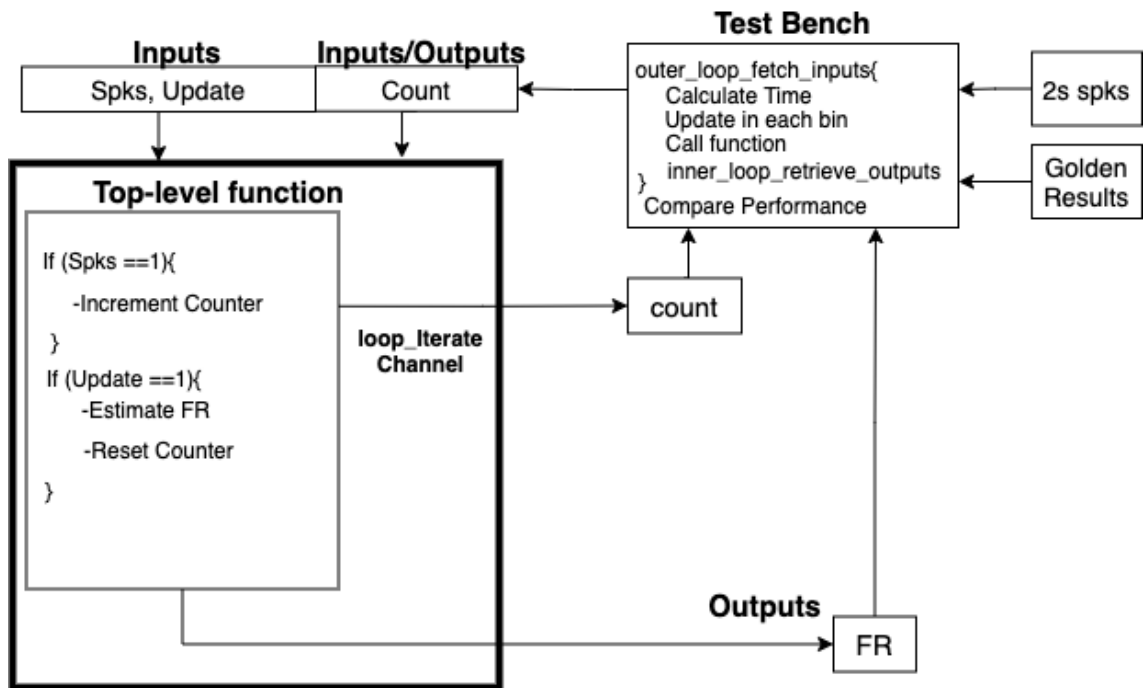 Inputs
Inputs/Outputs
Spks, Update
Count
Test Bench
outer_loop_fetch_inputs{
Calculate Time
Update in each bin
Call function
inner_loop_retrieve_outputs
}
Compare Performance
2s spks
Golden
Results
Top-level function
If (Spks ==1){
-Increment Counter
}
If (Update ==1){
-Estimate FR
-Reset Counter
}
loop_Iterate
Channel
count
Outputs
FR